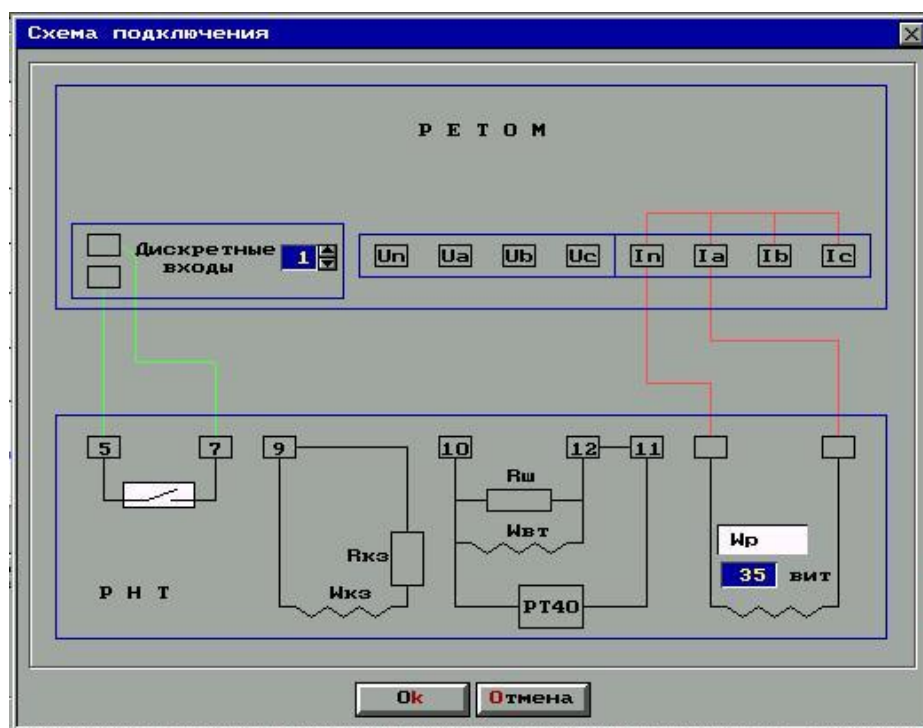 Схема подключения
Р Е Т О М
Дискретные
входы
1
Un Ua Ub Uc In Ia Ib Ic
5 7 9 10 12 11
Rш
Wвт
Wр
Rкз
35 вит
Р Н Т
Wкз
РТ40
Ok Отмена